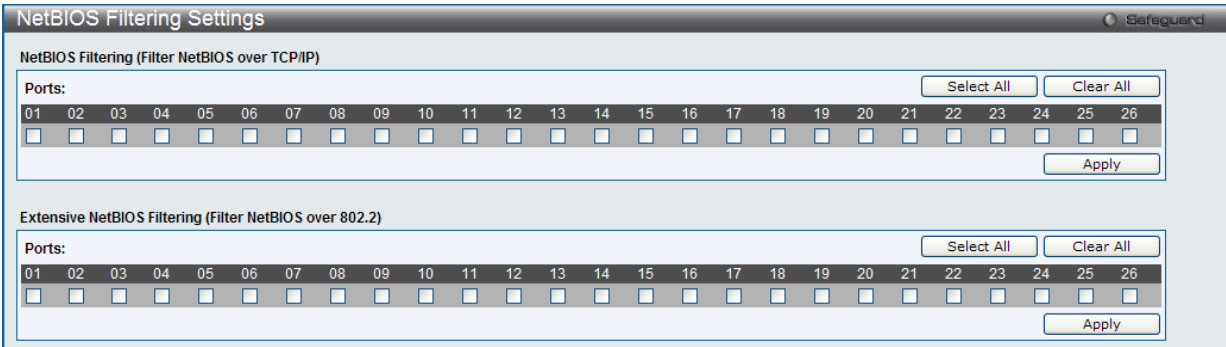 NetBIOS Filtering Settings Safeguard
NetBIOS Filtering (Filter NetBIOS over TCP/IP)
Ports: Select All Clear All
01 02 03 04 05 06 07 08 09 10 11 12 13 14 15 16 17 18 19 20 21 22 23 24 25 26
Apply
Extensive NetBIOS Filtering (Filter NetBIOS over 802.2)
Ports: Select All Clear All
01 02 03 04 05 06 07 08 09 10 11 12 13 14 15 16 17 18 19 20 21 22 23 24 25 26
Apply